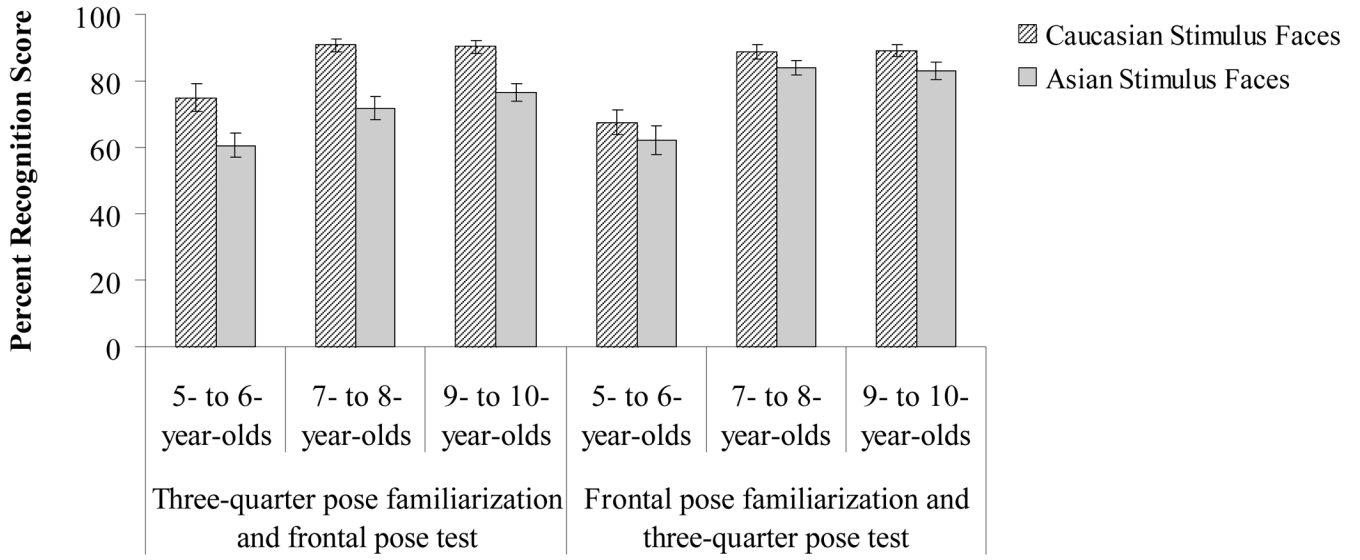 Percent Recognition Score
100
80
60
40
20
0
Caucasian Stimulus Faces
Asian Stimulus Faces
5- to 6-
year-olds
7- to 8-
year-olds
9- to 10-
year-olds
5- to 6-
year-olds
7- to 8-
year-olds
9- to 10-
year-olds
Three-quarter pose familiarization
and frontal pose test
Frontal pose familiarization and
three-quarter pose test